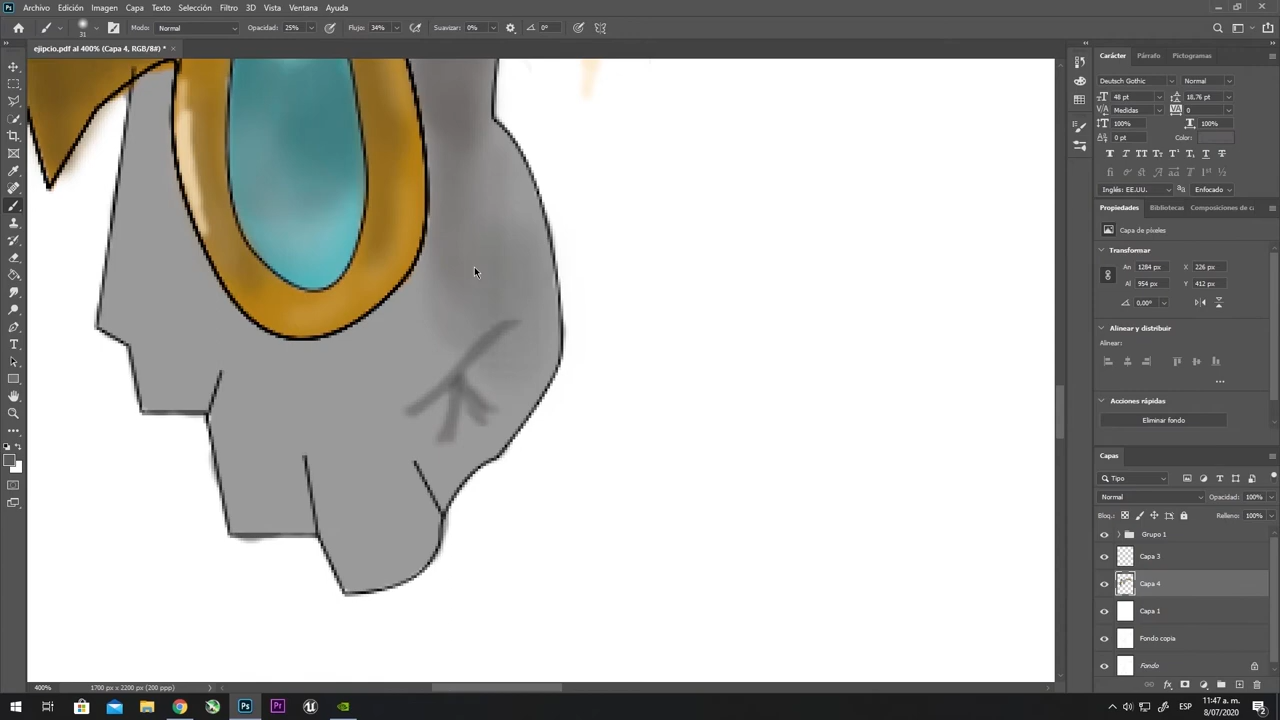 Ps Archivo Edición Imagen Capa Texto Selección Filtro 3D Vista Ventana Ayuda
31 Modo: Normal Opacidad: 25% Flujo: 34% Suavizar: 0% 0°
ejipcio.pdf al 400% (Capa 4, RGB/8#) * ×
Carácter Párrafo Pictogramas
Deutsch Gothic Normal
48 pt 18,76 pt
Medidas 0
100% 100%
0 pt Color:
Inglés: EE.UU. Enfocado
Propiedades Bibliotecas Composiciones de ca
Capa de píxeles
Transformar
An 1284 px X 226 px
Al 954 px Y 412 px
0,00°
Alinear y distribuir
Alinear:
Acciones rápidas
Eliminar fondo
Capas
Tipo
Normal Opacidad: 100%
Bloq.: Relleno: 100%
Grupo 1
Capa 3
Capa 4
Capa 1
Fondo copia
Fondo
400% 1700 px x 2200 px (200 ppp)
ESP 11:47 a. m.
8/07/2020